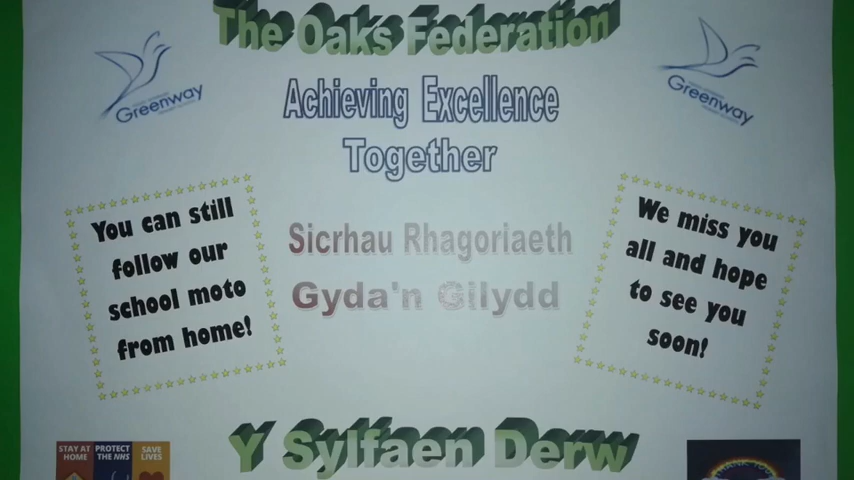 The Oaks Federation
Greenway
Greenway
Achieving Excellence
Together
You can still
follow our
school moto
from home!
Sicrhau Rhagoriaeth
Gyda'n Gilydd
We miss you
all and hope
to see you
soon!
Y Sylfaen Derw
STAY AT HOME
PROTECT THE NHS
SAVE LIVES